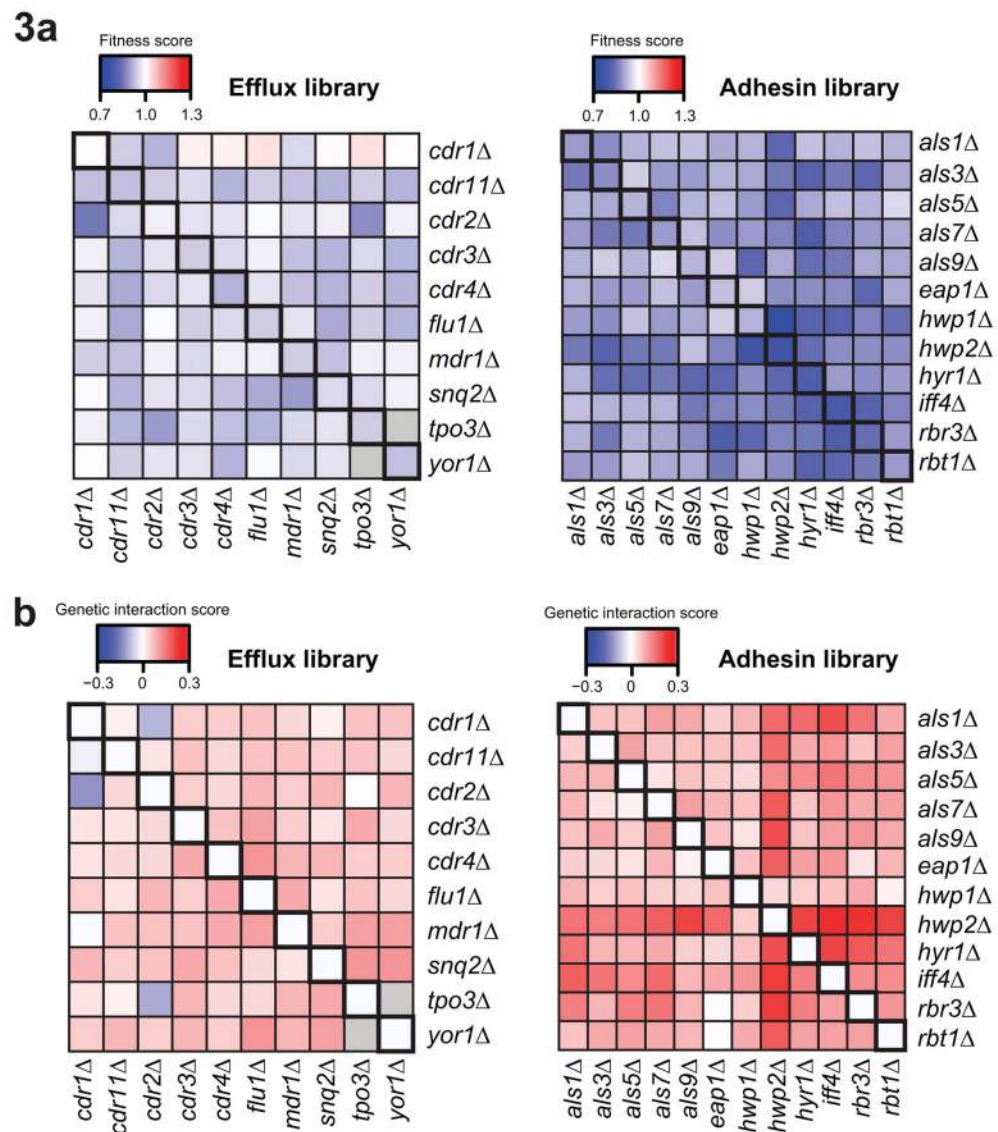 3a
Fitness score
0.7 1.0 1.3
Efflux library
cdr1Δ
cdr11Δ
cdr2Δ
cdr3Δ
cdr4Δ
flu1Δ
mdr1Δ
snq2Δ
tpo3Δ
yor1Δ
cdr1Δ cdr11Δ cdr2Δ cdr3Δ cdr4Δ flu1Δ mdr1Δ snq2Δ tpo3Δ yor1Δ
Fitness score
0.7 1.0 1.3
Adhesin library
als1Δ
als3Δ
als5Δ
als7Δ
als9Δ
eap1Δ
hwp1Δ
hwp2Δ
hyr1Δ
iff4Δ
rbr3Δ
rbt1Δ
als1Δ als3Δ als5Δ als7Δ als9Δ eap1Δ hwp1Δ hwp2Δ hyr1Δ iff4Δ rbr3Δ rbt1Δ
b
Genetic interaction score
−0.3 0 0.3
Efflux library
cdr1Δ
cdr11Δ
cdr2Δ
cdr3Δ
cdr4Δ
flu1Δ
mdr1Δ
snq2Δ
tpo3Δ
yor1Δ
cdr1Δ cdr11Δ cdr2Δ cdr3Δ cdr4Δ flu1Δ mdr1Δ snq2Δ tpo3Δ yor1Δ
Genetic interaction score
−0.3 0 0.3
Adhesin library
als1Δ
als3Δ
als5Δ
als7Δ
als9Δ
eap1Δ
hwp1Δ
hwp2Δ
hyr1Δ
iff4Δ
rbr3Δ
rbt1Δ
als1Δ als3Δ als5Δ als7Δ als9Δ eap1Δ hwp1Δ hwp2Δ hyr1Δ iff4Δ rbr3Δ rbt1Δ